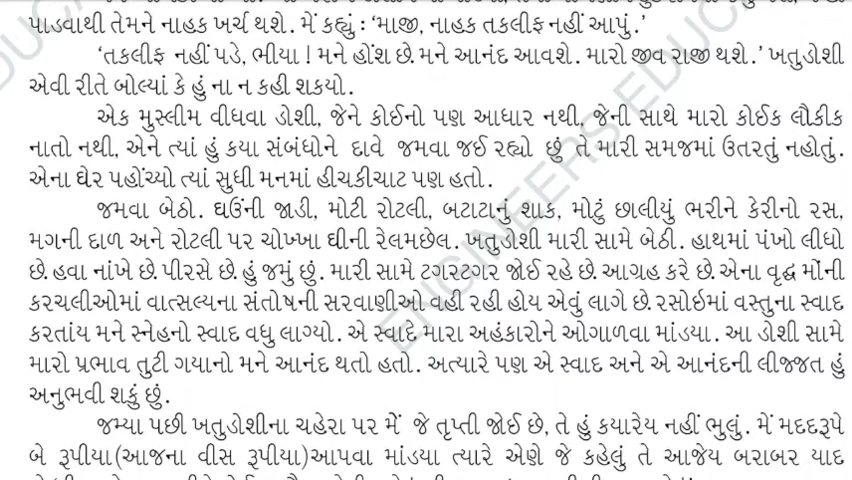 પાડવાથી તેમને નાહક ખર્ચ થશે. મેં કહ્યું : ‘માજી, નાહક તકલીફ નહીં આપું.’
‘તકલીફ નહીં પડે, ભીયા ! મને હોંશ છે. મને આનંદ આવશે. મારો જીવ રાજી થશે.’ ખતુડોશી
એવી રીતે બોલ્યાં કે હું ના ન કહી શકયો.
એક મુસ્લીમ વીધવા ડોશી, જેને કોઈનો પણ આધાર નથી, જેની સાથે મારો કોઈક લૌકીક
નાતો નથી, એને ત્યાં હું કયા સંબંધોને દાવે જમવા જઈ રહ્યો છું તે મારી સમજમાં ઉતરતું નહોતું.
એના ઘેર પહોંચ્યો ત્યાં સુધી મનમાં હીચકીચાટ પણ હતો.
જમવા બેઠો. ઘઉંની જાડી, મોટી રોટલી, બટાટાનું શાક, મોટું છાલીયું ભરીને કેરીનો રસ,
મગની દાળ અને રોટલી પર ચોખ્ખા ઘીની રેલમછેલ. ખતુડોશી મારી સામે બેઠી. હાથમાં પંખો લીધો
છે. હવા નાંખે છે. પીરસે છે. હું જમું છું. મારી સામે ટગરટગર જોઈ રહે છે. આગ્રહ કરે છે. એના વૃદ્ધ મોંની
કરચલીઓમાં વાત્સલ્યના સંતોષની સરવાણીઓ વહી રહી હોય એવું લાગે છે. રસોઇમાં વસ્તુના સ્વાદ
કરતાંય મને સ્નેહનો સ્વાદ વધુ લાગ્યો. એ સ્વાદે મારા અહંકારોને ઓગાળવા માંડયા. આ ડોશી સામે
મારો પ્રભાવ તુટી ગયાનો મને આનંદ થતો હતો. અત્યારે પણ એ સ્વાદ અને એ આનંદની લીજ્જત હું
અનુભવી શકું છું.
જમ્યા પછી ખતુડોશીના ચહેરા પર મેં જે તૃપ્તી જોઈ છે, તે હું કયારેય નહીં ભુલું. મેં મદદરૂપે
બે રૂપીયા(આજના વીસ રૂપીયા)આપવા માંડયા ત્યારે એણે જે કહેલું તે આજેય બરાબર યાદ